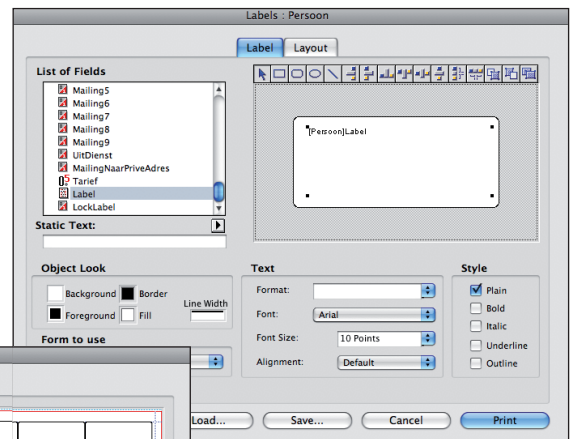 Labels : Persoon
Label Layout
List of Fields
Mailing5
Mailing6
Mailing7
Mailing8
Mailing9
UitDienst
MailingNaarPriveAdres
Tarief
Label
LockLabel
[Persoon]Label
Static Text:
Object Look
Background Border
Foreground Fill
Line Width
Form to use
Text
Format:
Font: Arial
Font Size: 10 Points
Alignment: Default
Style
Plain
Bold
Italic
Underline
Outline
Load... Save... Cancel Print